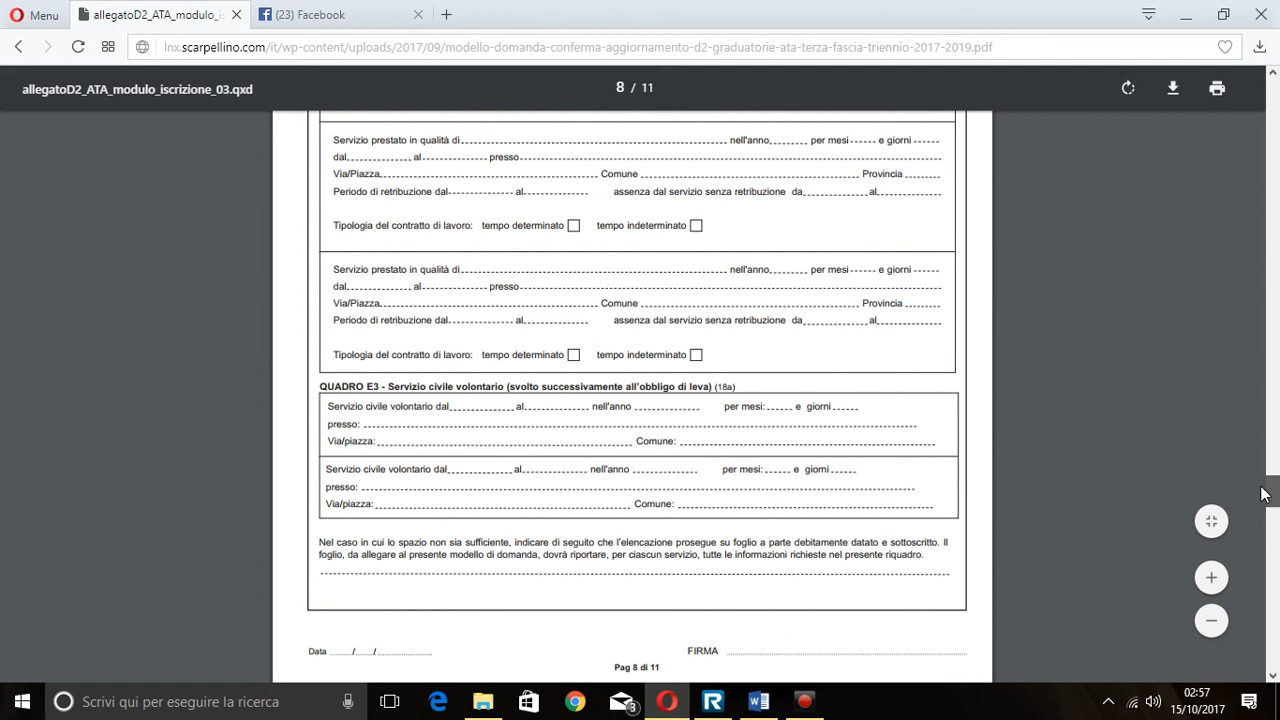 Menu
allegatoD2_ATA_modulo_is
(23) Facebook
lnx.scarpellino.com/it/wp-content/uploads/2017/09/modello-domanda-conferma-aggiornamento-d2-graduatorie-ata-terza-fascia-triennio-2017-2019.pdf
allegatoD2_ATA_modulo_iscrizione_03.qxd
8 / 11
Servizio prestato in qualità di nell'anno per mesi e giorni
dal al presso
Via/Piazza Comune Provincia
Periodo di retribuzione dal al assenza dal servizio senza retribuzione da al
Tipologia del contratto di lavoro: tempo determinato tempo indeterminato
Servizio prestato in qualità di nell'anno per mesi e giorni
dal al presso
Via/Piazza Comune Provincia
Periodo di retribuzione dal al assenza dal servizio senza retribuzione da al
Tipologia del contratto di lavoro: tempo determinato tempo indeterminato
QUADRO E3 - Servizio civile volontario (svolto successivamente all'obbligo di leva) (18a)
Servizio civile volontario dal al nell'anno per mesi: e giorni
presso:
Via/piazza: Comune:
Servizio civile volontario dal al nell'anno per mesi: e giorni
presso:
Via/piazza: Comune:
Nel caso in cui lo spazio non sia sufficiente, indicare di seguito che l'elencazione prosegue su foglio a parte debitamente datato e sottoscritto. Il
foglio, da allegare al presente modello di domanda, dovrà riportare, per ciascun servizio, tutte le informazioni richieste nel presente riquadro.
Data / / FIRMA
Pag 8 di 11
Scrivi qui per eseguire la ricerca
3
02:57
15/10/2017